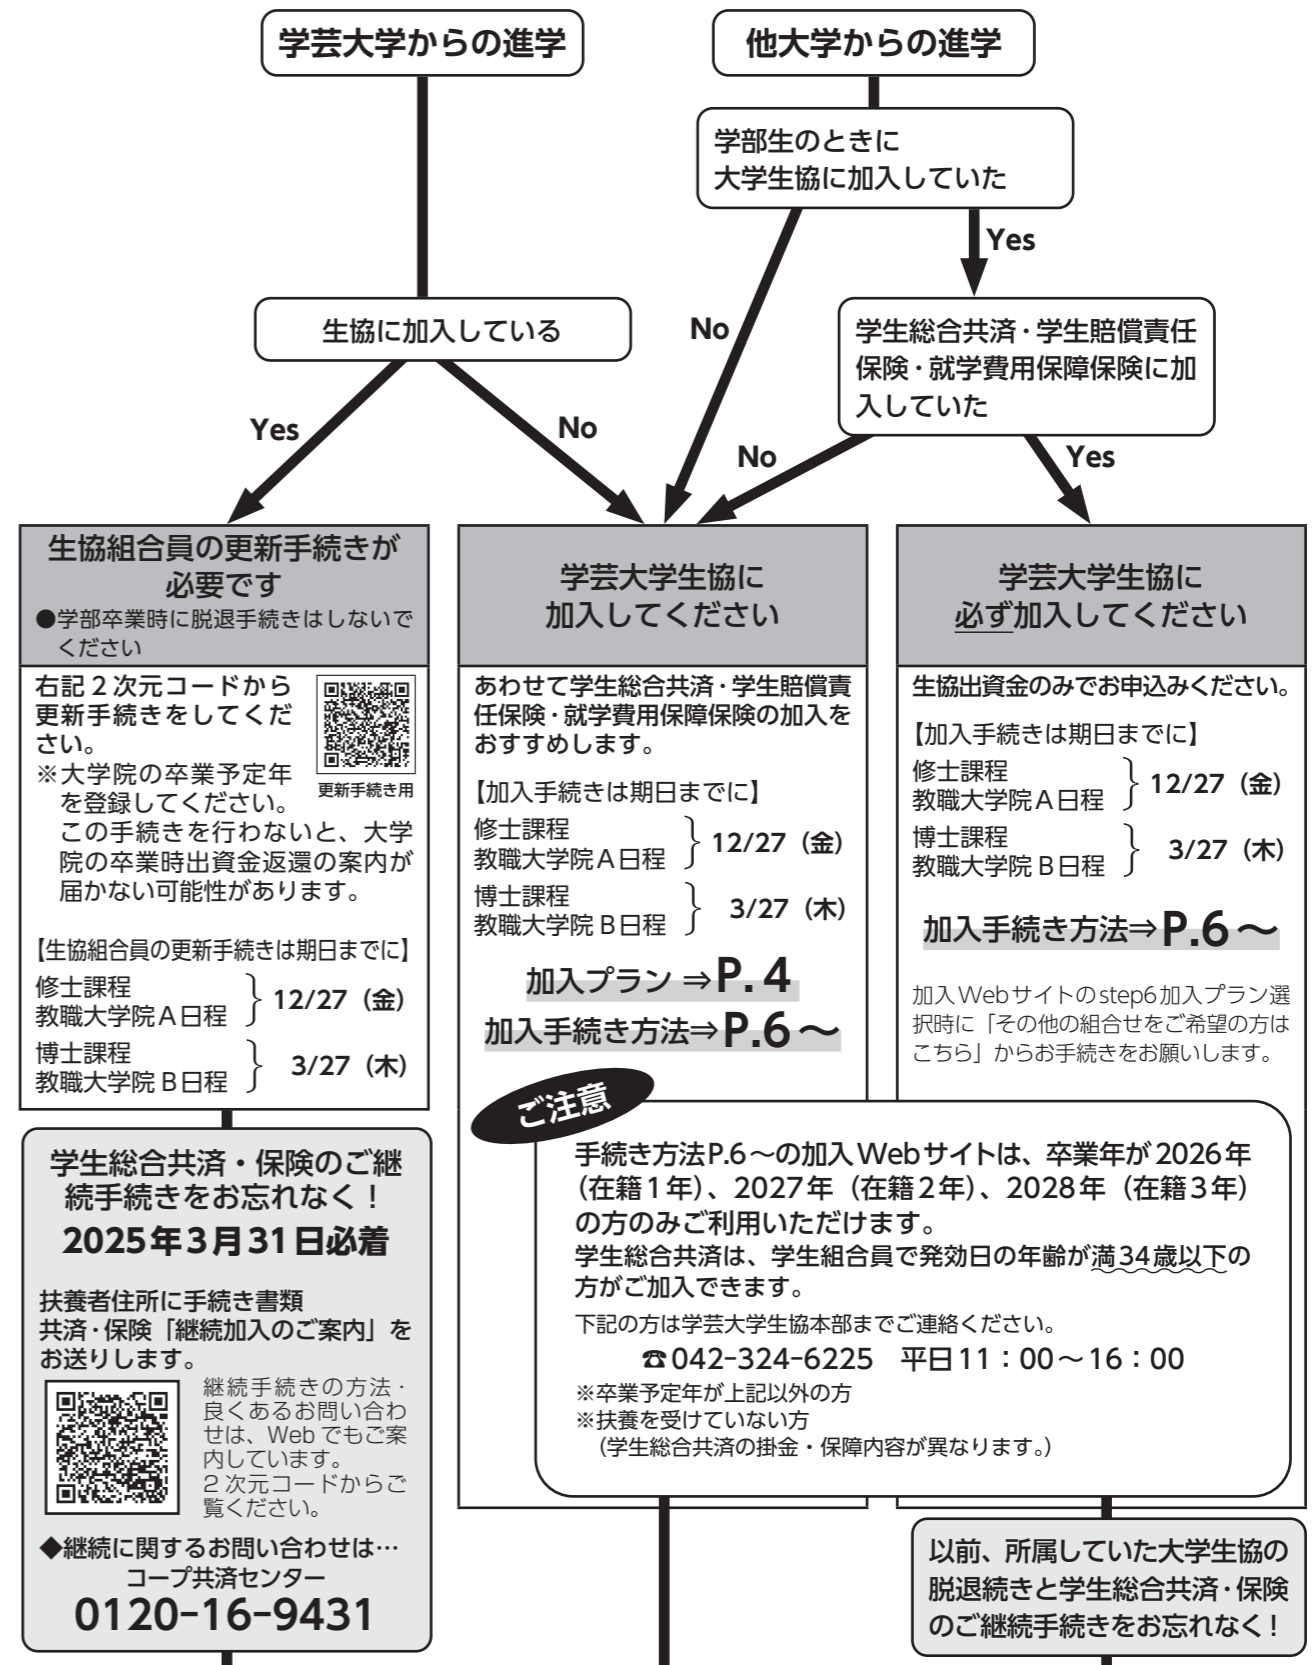 学芸大学からの進学
他大学からの進学
学部生のときに
大学生協に加入していた
Yes
生協に加入している
No
学生総合共済・学生賠償責任
保険・就学費用保障保険に加
入していた
Yes
No
No
Yes
生協組合員の更新手続きが
必要です
●学部卒業時に脱退手続きはしないで
ください
右記2次元コードから
更新手続きをしてくだ
さい。
更新手続き用
※大学院の卒業予定年
を登録してください。
この手続きを行わないと、大学
院の卒業時出資金返還の案内が
届かない可能性があります。
【生協組合員の更新手続きは期日までに】
修士課程
教職大学院A日程
12/27（金）
博士課程
教職大学院B日程
3/27（木）
学生総合共済・保険のご継
続手続きをお忘れなく！
2025年3月31日必着
扶養者住所に手続き書類
共済・保険「継続加入のご案内」を
お送りします。
継続手続きの方法・
良くあるお問い合わ
せは、Webでもご案
内しています。
2次元コードからご
覧ください。
◆継続に関するお問い合わせは…
コープ共済センター
0120-16-9431
学芸大学生協に
加入してください
あわせて学生総合共済・学生賠償責
任保険・就学費用保障保険の加入を
おすすめします。
【加入手続きは期日までに】
修士課程
教職大学院A日程
12/27（金）
博士課程
教職大学院B日程
3/27（木）
加入プラン ⇒P.4
加入手続き方法⇒P.6～
学芸大学生協に
必ず加入してください
生協出資金のみでお申込みください。
【加入手続きは期日までに】
修士課程
教職大学院A日程
12/27（金）
博士課程
教職大学院B日程
3/27（木）
加入手続き方法⇒P.6～
加入Webサイトのstep6加入プラン選
択時に「その他の組合せをご希望の方は
こちら」からお手続きをお願いします。
ご注意
手続き方法P.6～の加入Webサイトは、卒業年が2026年
（在籍1年）、2027年（在籍2年）、2028年（在籍3年）
の方のみご利用いただけます。
学生総合共済は、学生組合員で発効日の年齢が満34歳以下の
方がご加入できます。
下記の方は学芸大学生協本部までご連絡ください。
☎042-324-6225 平日11：00～16：00
※卒業予定年が上記以外の方
※扶養を受けていない方
（学生総合共済の掛金・保障内容が異なります。）
以前、所属していた大学生協の
脱退続きと学生総合共済・保険
のご継続手続きをお忘れなく！